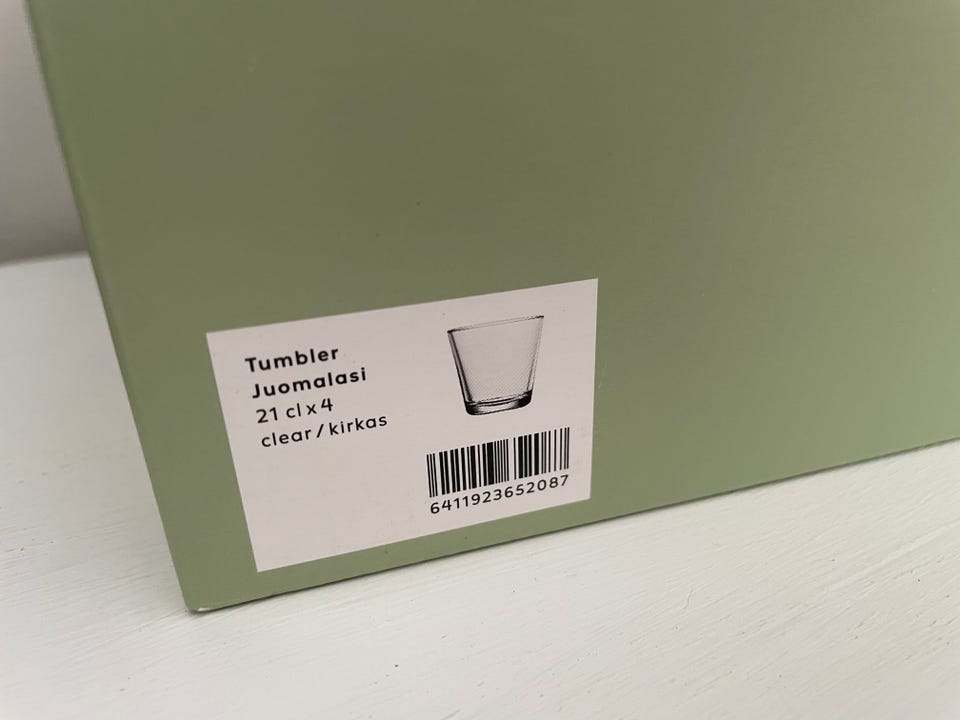 Tumbler
Juomalasi
21 cl x 4
clear / kirkas
6411923652087